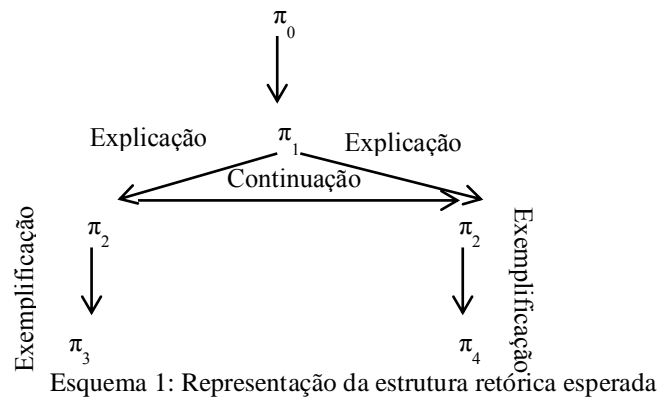 π₀
Explicação π₁ Explicação
Continuação
Exemplificação
π₂ π₂
Exemplificação
π₃ π₄
Esquema 1: Representação da estrutura retórica esperada